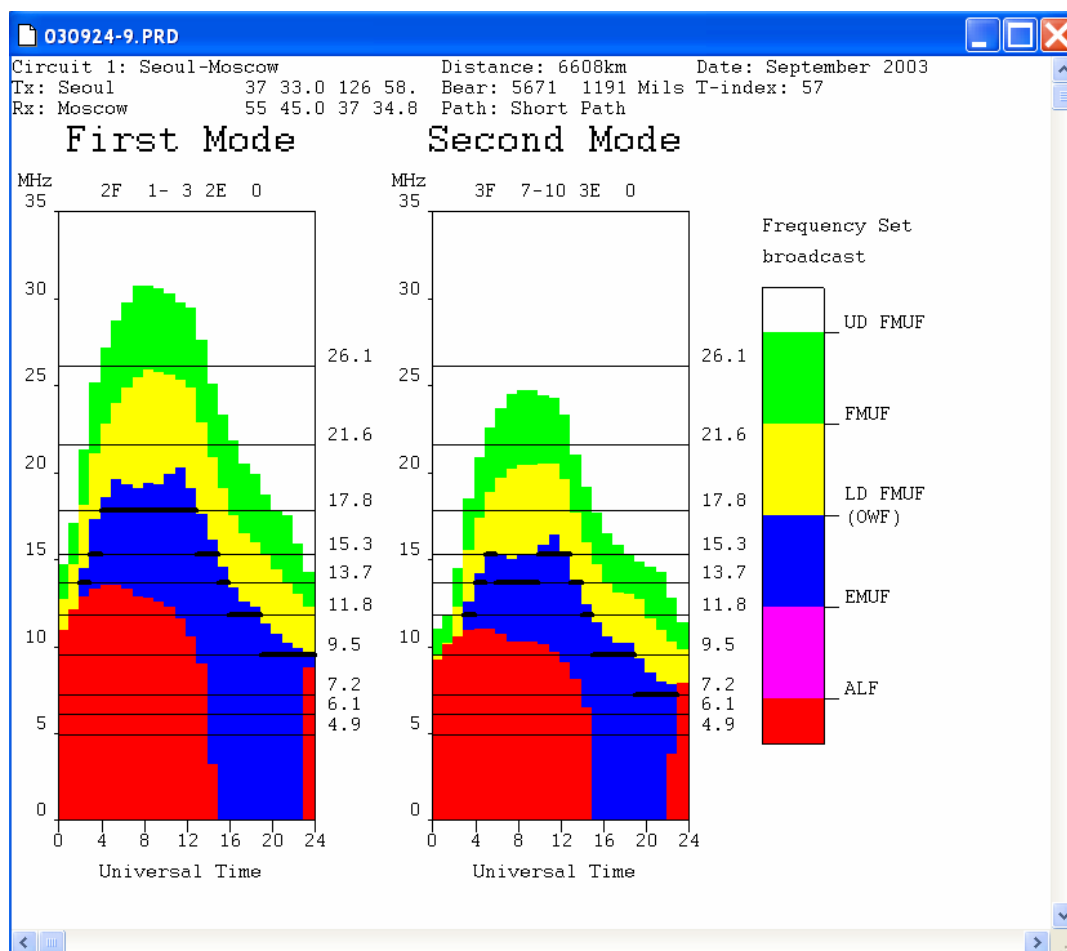 030924-9.PRD
Circuit 1: Seoul-Moscow Distance: 6608km Date: September 2003
Tx: Seoul 37 33.0 126 58. Bear: 5671 1191 Mils T-index: 57
Rx: Moscow 55 45.0 37 34.8 Path: Short Path
First Mode
MHz
2F 1- 3 2E 0
35
30
25
20
15
10
5
0
26.1
21.6
17.8
15.3
13.7
11.8
9.5
7.2
6.1
4.9
0 4 8 12 16 20 24
Universal Time
Second Mode
MHz
3F 7-10 3E 0
35
30
25
20
15
10
5
0
26.1
21.6
17.8
15.3
13.7
11.8
9.5
7.2
6.1
4.9
0 4 8 12 16 20 24
Universal Time
Frequency Set
broadcast
UD FMUF
FMUF
LD FMUF
(OWF)
EMUF
ALF